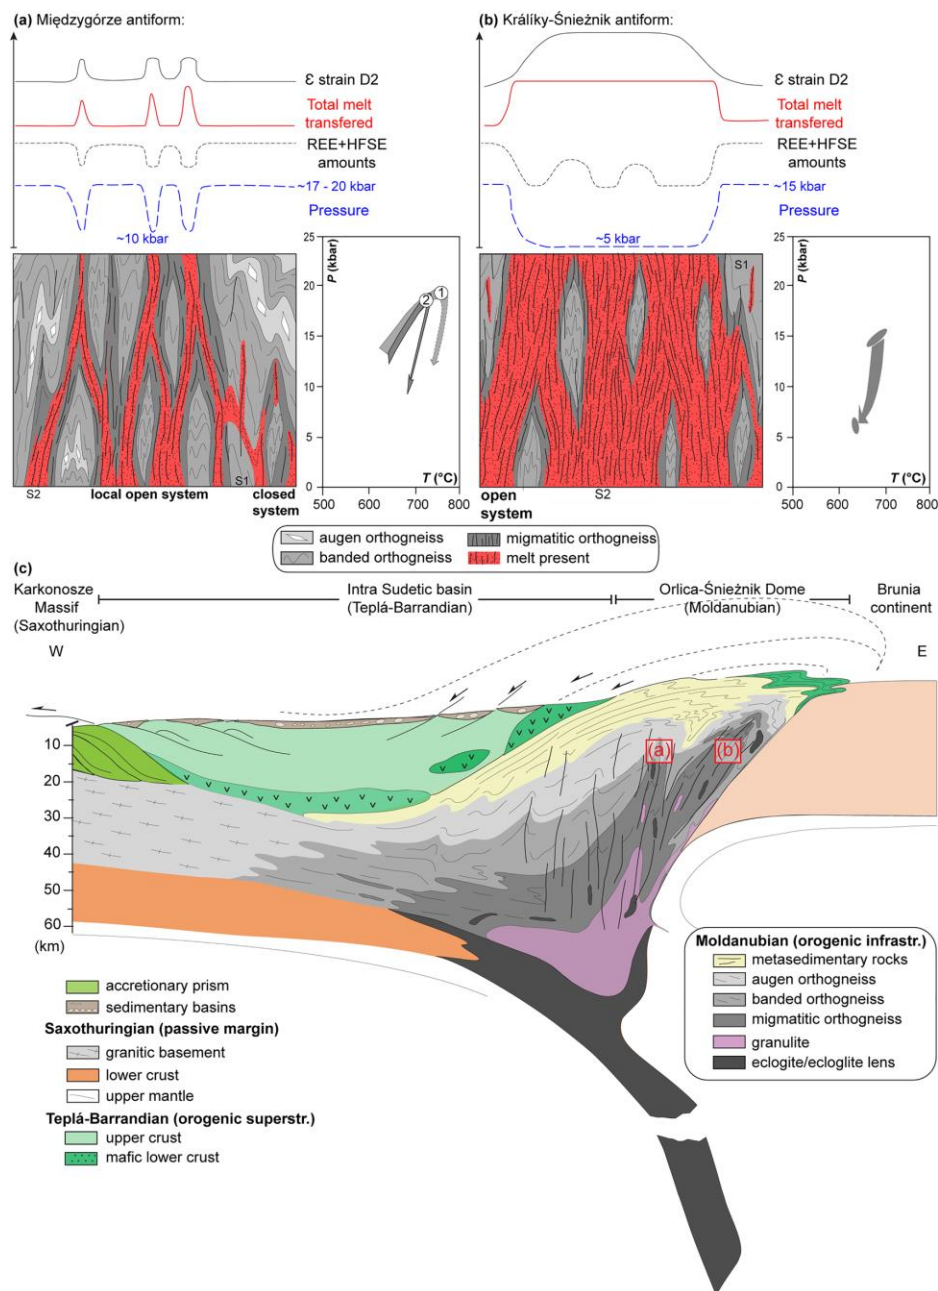 (a) Międzygórze antiform:
Ɛ strain D2
Total melt
transfered
REE+HFSE
amounts
~17 - 20 kbar
Pressure
~10 kbar
S2
local open system
S1
closed
system
P (kbar)
25
20
15
10
5
0
1
2
T (°C)
500
600
700
800
(b) Králíky-Śnieżnik antiform:
Ɛ strain D2
Total melt
transfered
REE+HFSE
amounts
~15 kbar
Pressure
~5 kbar
S1
open
system
S2
P (kbar)
25
20
15
10
5
0
T (°C)
500
600
700
800
augen orthogneiss
migmatitic orthogneiss
banded orthogneiss
melt present
(c)
Karkonosze
Massif
(Saxothuringian)
Intra Sudetic basin
(Teplá-Barrandian)
Orlica-Śnieżnik Dome
(Moldanubian)
Brunia
continent
W
E
(a)
(b)
10
20
30
40
50
60
(km)
accretionary prism
sedimentary basins
Saxothuringian (passive margin)
granitic basement
lower crust
upper mantle
Teplá-Barrandian (orogenic superstr.)
upper crust
mafic lower crust
Moldanubian (orogenic infrastr.)
metasedimentary rocks
augen orthogneiss
banded orthogneiss
migmatitic orthogneiss
granulite
eclogite/ecloglite lens